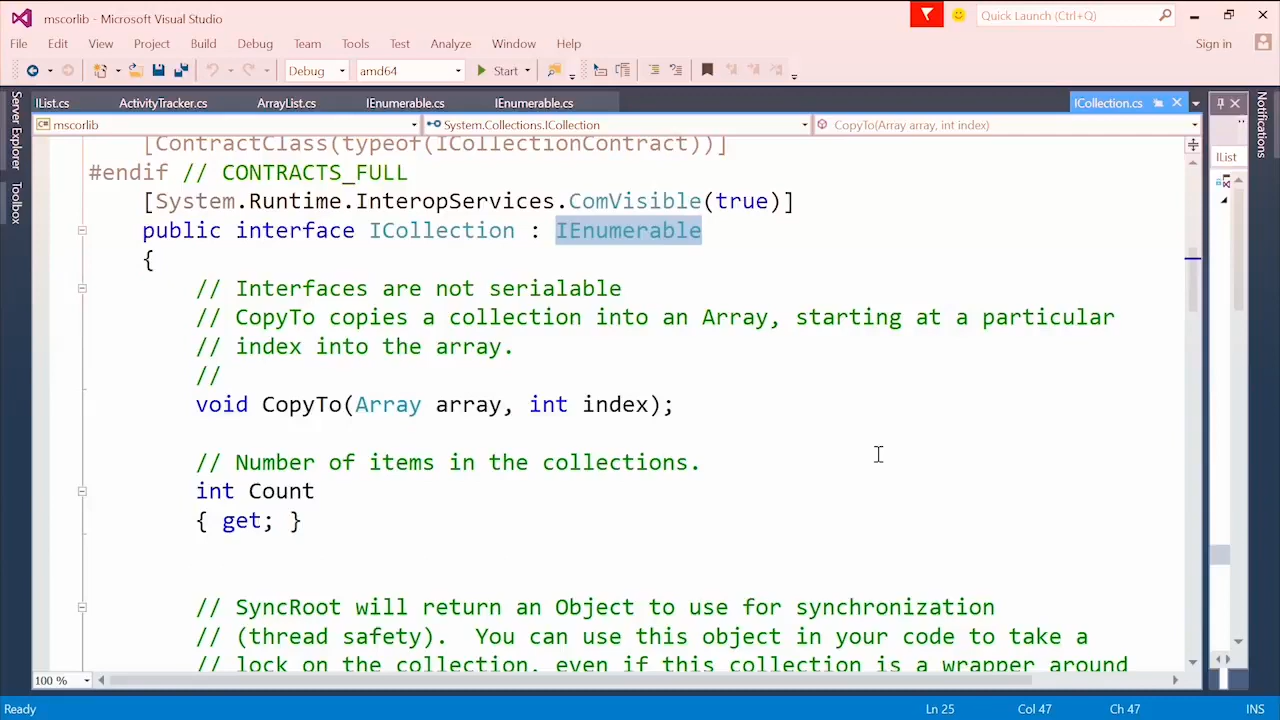 mscorlib - Microsoft Visual Studio
Quick Launch (Ctrl+Q)
File Edit View Project Build Debug Team Tools Test Analyze Window Help
Sign in
Debug amd64 Start
IList.cs ActivityTracker.cs ArrayList.cs IEnumerable.cs IEnumerable.cs ICollection.cs
mscorlib System.Collections.ICollection CopyTo(Array array, int index)
Server Explorer
Toolbox
Notifications
IList
[ContractClass(typeof(ICollectionContract))]
#endif // CONTRACTS_FULL
[System.Runtime.InteropServices.ComVisible(true)]
public interface ICollection : IEnumerable
{
// Interfaces are not serialable
// CopyTo copies a collection into an Array, starting at a particular
// index into the array.
//
void CopyTo(Array array, int index);
// Number of items in the collections.
int Count
{ get; }
// SyncRoot will return an Object to use for synchronization
// (thread safety).  You can use this object in your code to take a
// lock on the collection, even if this collection is a wrapper around
100 %
Ready Ln 25 Col 47 Ch 47 INS